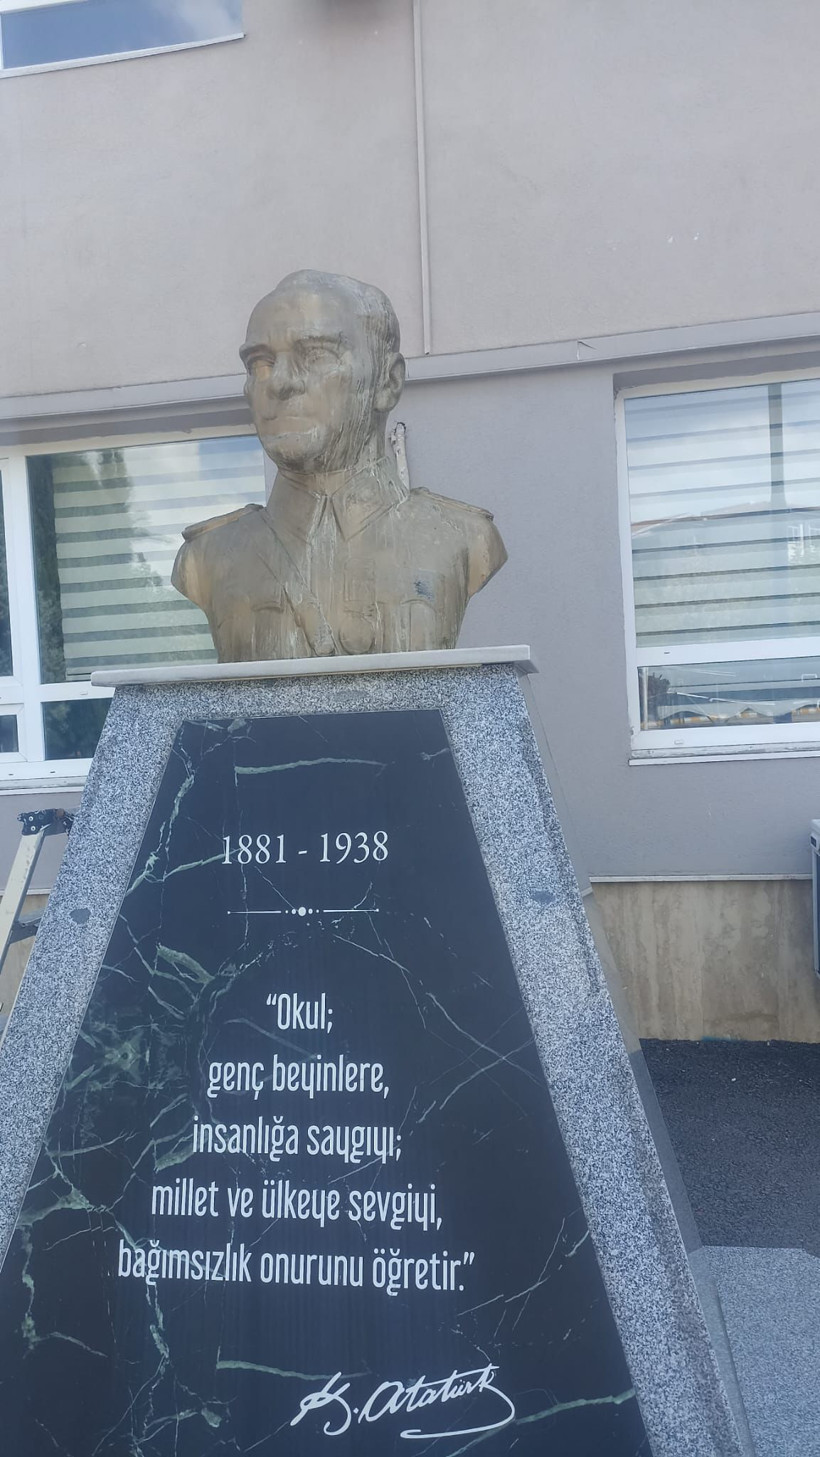 1881 - 1938
“Okul;
genç beyinlere,
insanlığa saygıyı;
millet ve ülkeye sevgiyi,
bağımsızlık onurunu öğretir.”
K. Atatürk